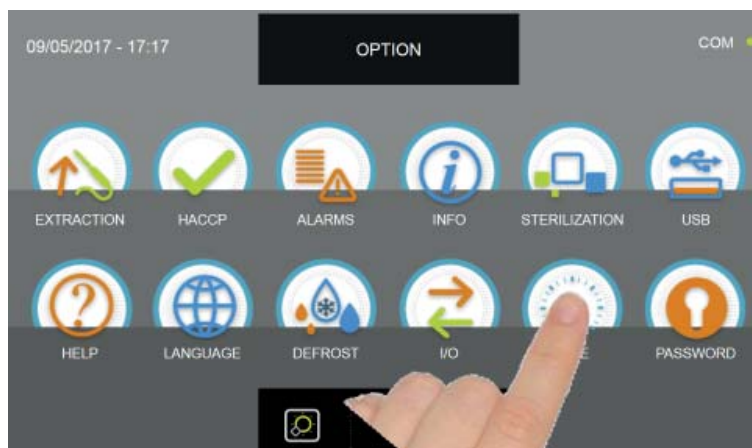 09/05/2017 - 17:17
OPTION
COM
EXTRACTION
HACCP
ALARMS
INFO
STERILIZATION
USB
HELP
LANGUAGE
DEFROST
I/O
PASSWORD